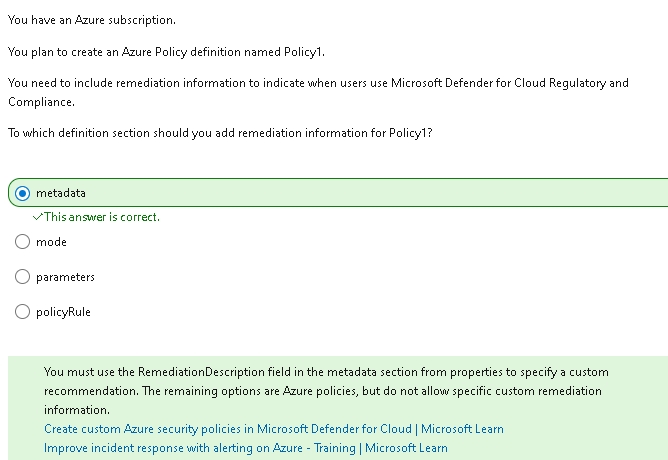 You have an Azure subscription.
You plan to create an Azure Policy definition named Policy1.
You need to include remediation information to indicate when users use Microsoft Defender for Cloud Regulatory and
Compliance.
To which definition section should you add remediation information for Policy1?
metadata
✓This answer is correct.
mode
parameters
policyRule
You must use the RemediationDescription field in the metadata section from properties to specify a custom
recommendation. The remaining options are Azure policies, but do not allow specific custom remediation
information.
Create custom Azure security policies in Microsoft Defender for Cloud | Microsoft Learn
Improve incident response with alerting on Azure - Training | Microsoft Learn